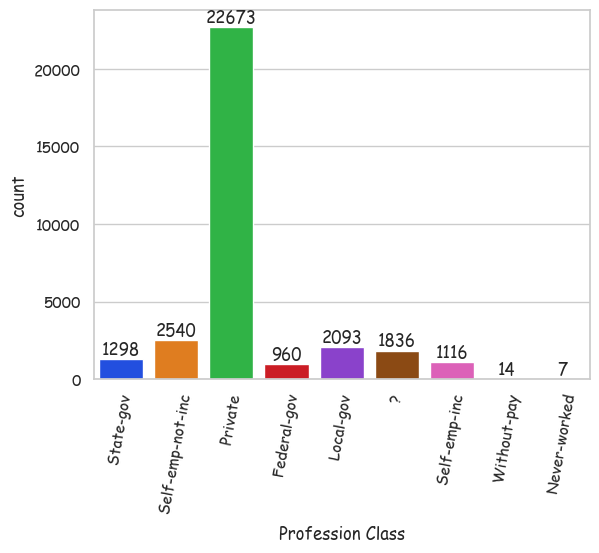 22673
20000
15000
10000
5000
0
count
1298
2540
960
2093
1836
1116
14
7
State-gov
Self-emp-not-inc
Private
Federal-gov
Local-gov
?
Self-emp-inc
Without-pay
Never-worked
Profession Class